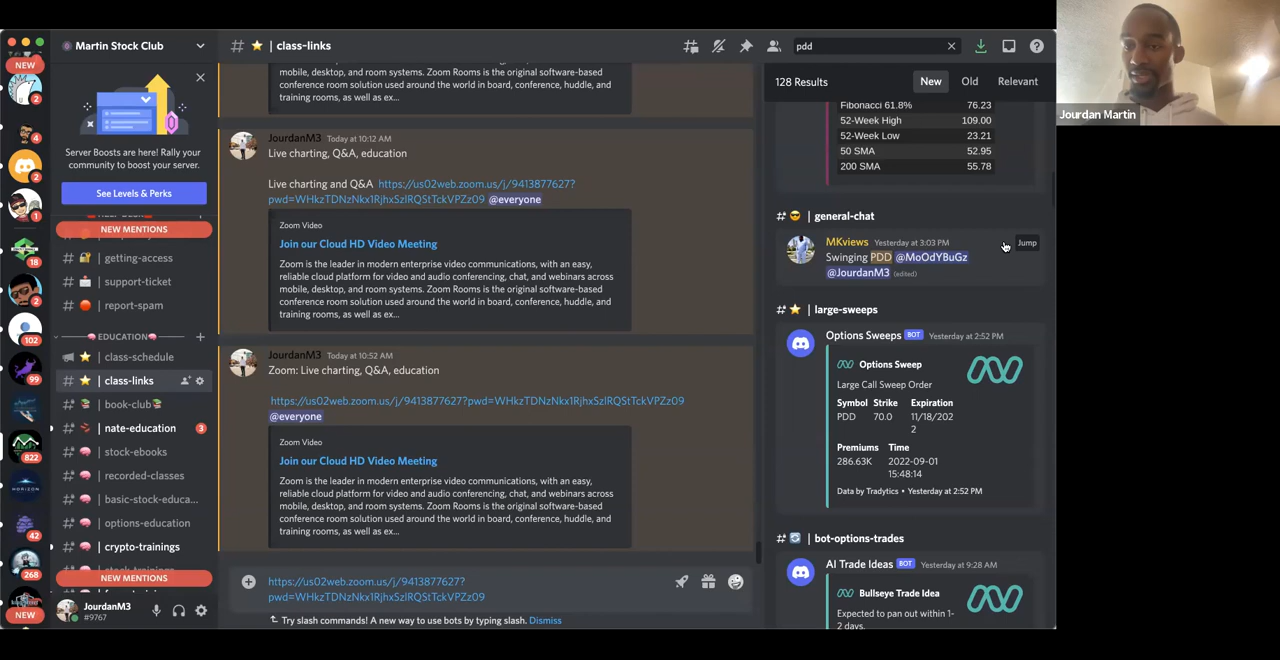 NEW
2
4
2
1
18
2
102
99
822
42
268
NEW
Martin Stock Club
Server Boosts are here! Rally your
community to boost your server.
See Levels & Perks
NEW MENTIONS
getting-access
support-ticket
report-spam
EDUCATION
class-schedule
class-links
book-club
nate-education
3
stock-ebooks
recorded-classes
basic-stock-educa...
options-education
crypto-trainings
NEW MENTIONS
JourdanM3
#9767
class-links
mobile, desktop, and room systems. Zoom Rooms is the original software-based
conference room solution used around the world in board, conference, huddle, and
training rooms, as well as ex...
JourdanM3 Today at 10:12 AM
Live charting, Q&A, education
Live charting and Q&A https://us02web.zoom.us/j/9413877627?
pwd=WHkzTDNzNkx1RjhxSzlRQStTckVPZz09 @everyone
Zoom Video
Join our Cloud HD Video Meeting
Zoom is the leader in modern enterprise video communications, with an easy,
reliable cloud platform for video and audio conferencing, chat, and webinars across
mobile, desktop, and room systems. Zoom Rooms is the original software-based
conference room solution used around the world in board, conference, huddle, and
training rooms, as well as ex...
JourdanM3 Today at 10:52 AM
Zoom: Live charting, Q&A, education
https://us02web.zoom.us/j/9413877627?pwd=WHkzTDNzNkx1RjhxSzlRQStTckVPZz09
@everyone
Zoom Video
Join our Cloud HD Video Meeting
Zoom is the leader in modern enterprise video communications, with an easy,
reliable cloud platform for video and audio conferencing, chat, and webinars across
mobile, desktop, and room systems. Zoom Rooms is the original software-based
conference room solution used around the world in board, conference, huddle, and
training rooms, as well as ex...
https://us02web.zoom.us/j/9413877627?
pwd=WHkzTDNzNkx1RjhxSzlRQStTckVPZz09
Try slash commands! A new way to use bots by typing slash. Dismiss
pdd
128 Results
New
Old
Relevant
Fibonacci 61.8% 76.23
52-Week High 109.00
52-Week Low 23.21
50 SMA 52.95
200 SMA 55.78
general-chat
MKviews Yesterday at 3:03 PM
Jump
Swinging PDD @MoOdYBuGz
@JourdanM3 (edited)
large-sweeps
Options Sweeps BOT Yesterday at 2:52 PM
Options Sweep
Large Call Sweep Order
Symbol Strike Expiration
PDD 70.0 11/18/202
2
Premiums Time
286.63K 2022-09-01
15:48:14
Data by Tradytics • Yesterday at 2:52 PM
bot-options-trades
AI Trade Ideas BOT Yesterday at 9:28 AM
Bullseye Trade Idea
Expected to pan out within 1-
2 days.
Jourdan Martin